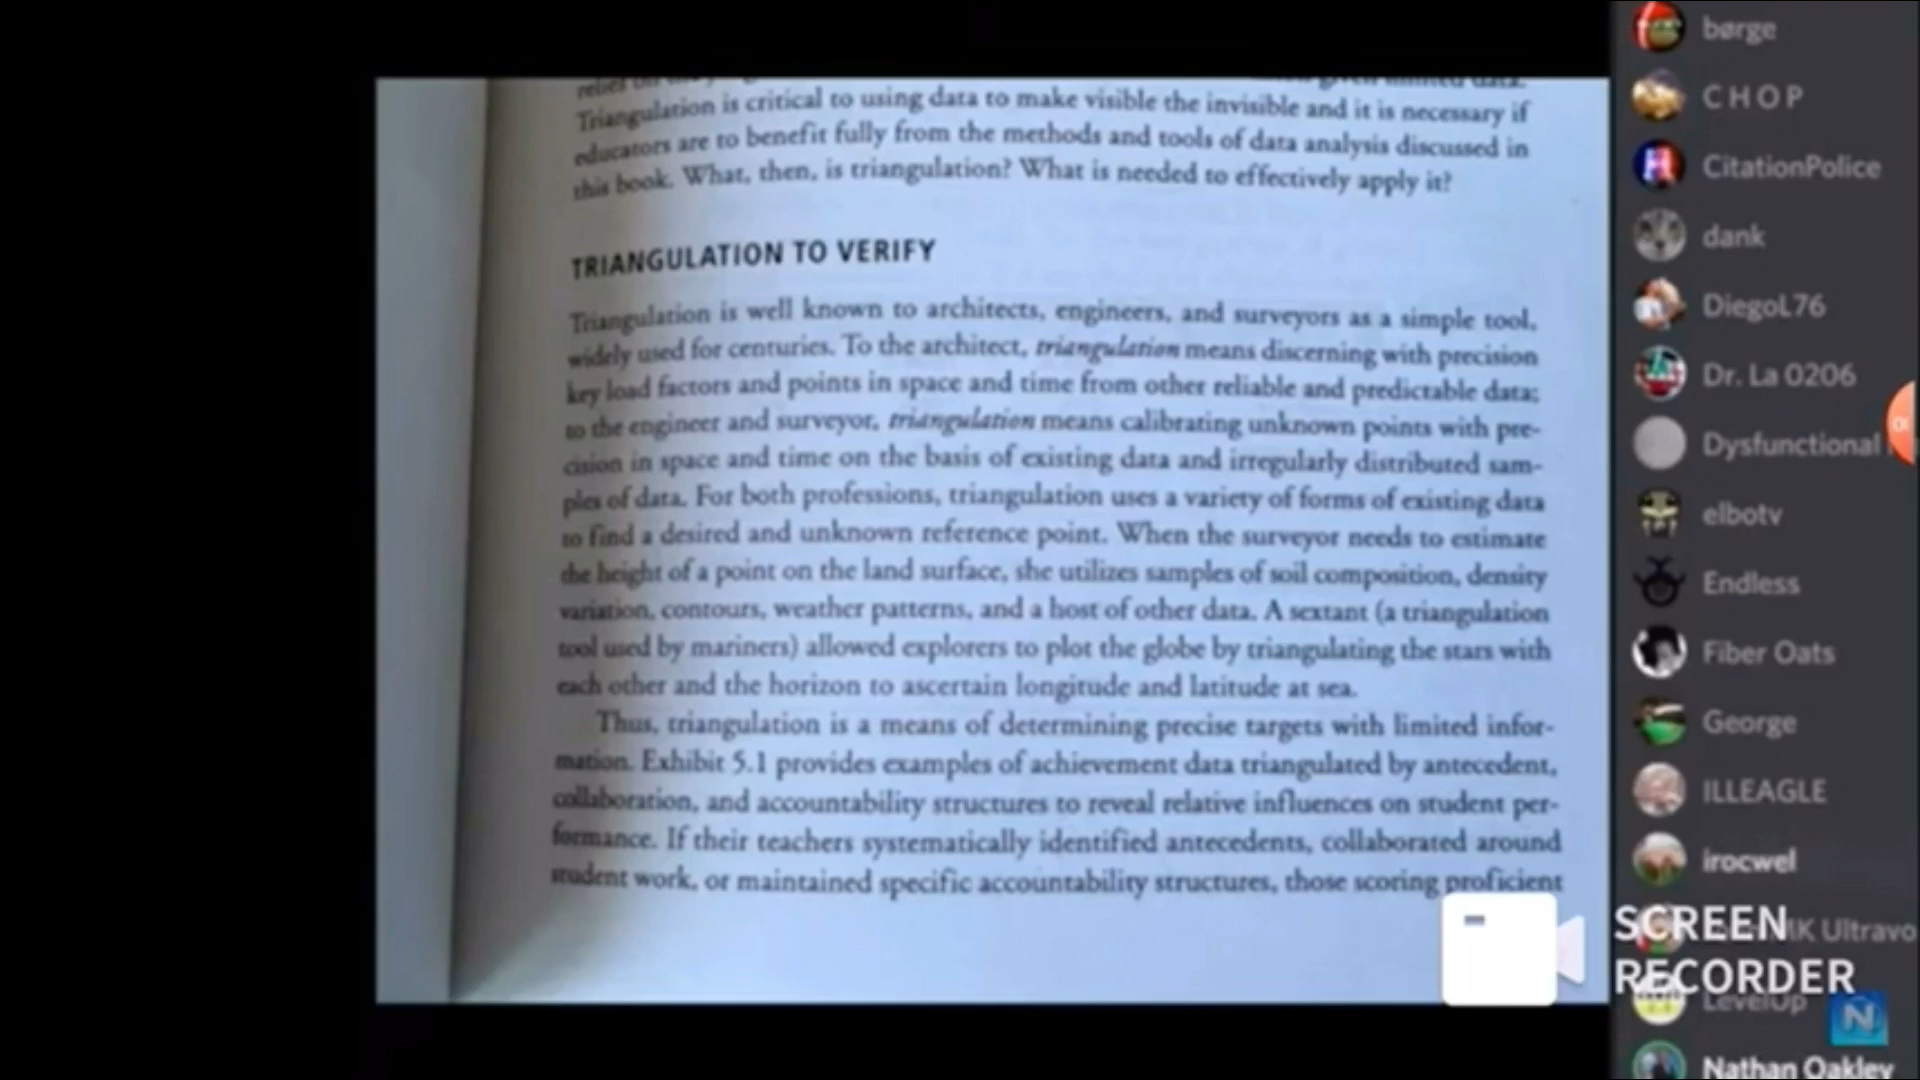 Triangulation is critical to using data to make visible the invisible and it is necessary if
educators are to benefit fully from the methods and tools of data analysis discussed in
this book. What, then, is triangulation? What is needed to effectively apply it?
TRIANGULATION TO VERIFY
Triangulation is well known to architects, engineers, and surveyors as a simple tool,
widely used for centuries. To the architect, triangulation means discerning with precision
key load factors and points in space and time from other reliable and predictable data;
to the engineer and surveyor, triangulation means calibrating unknown points with pre-
cision in space and time on the basis of existing data and irregularly distributed sam-
ples of data. For both professions, triangulation uses a variety of forms of existing data
to find a desired and unknown reference point. When the surveyor needs to estimate
the height of a point on the land surface, she utilizes samples of soil composition, density
variation, contours, weather patterns, and a host of other data. A sextant (a triangulation
tool used by mariners) allowed explorers to plot the globe by triangulating the stars with
each other and the horizon to ascertain longitude and latitude at sea.
Thus, triangulation is a means of determining precise targets with limited infor-
mation. Exhibit 5.1 provides examples of achievement data triangulated by antecedent,
collaboration, and accountability structures to reveal relative influences on student per-
formance. If their teachers systematically identified antecedents, collaborated around
student work, or maintained specific accountability structures, those scoring proficient
børge
C H O P
CitationPolice
dank
DiegoL76
Dr. La 0206
Dysfunctional
elbotv
Endless
Fiber Oats
George
ILLEAGLE
irocwel
MK Ultravo
LevelUp
Nathan Oakley
SCREEN
RECORDER
N